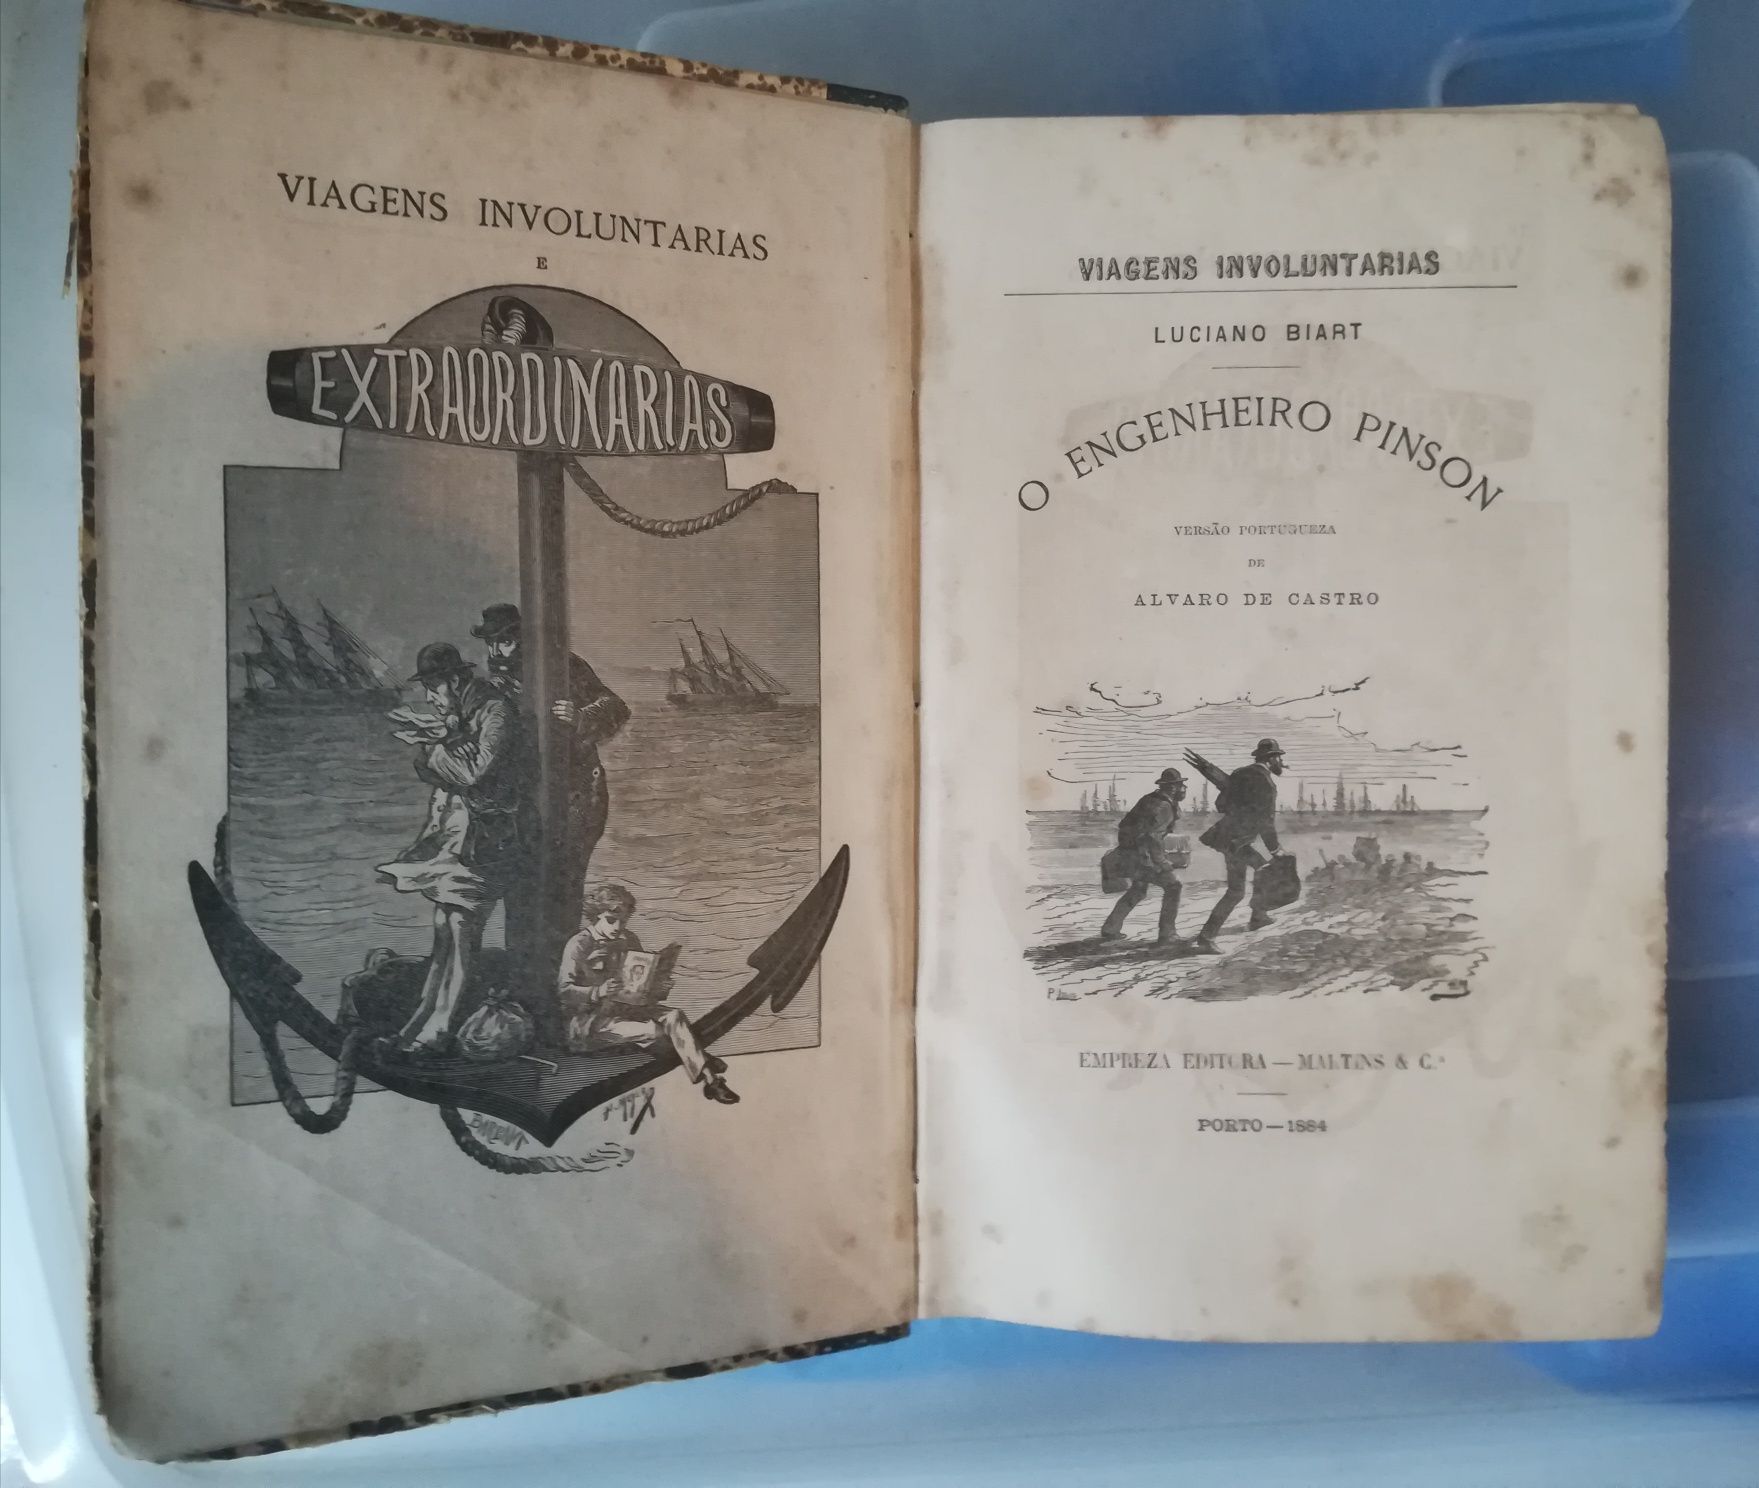 VIAGENS INVOLUNTARIAS
E
EXTRAORDINARIAS
BARBANT
VIAGENS INVOLUNTARIAS
LUCIANO BIART
O ENGENHEIRO PINSON
VERSÃO PORTUGUEZA
DE
ALVARO DE CASTRO
EMPREZA EDITORA — MARTINS & C.ª
PORTO — 1884